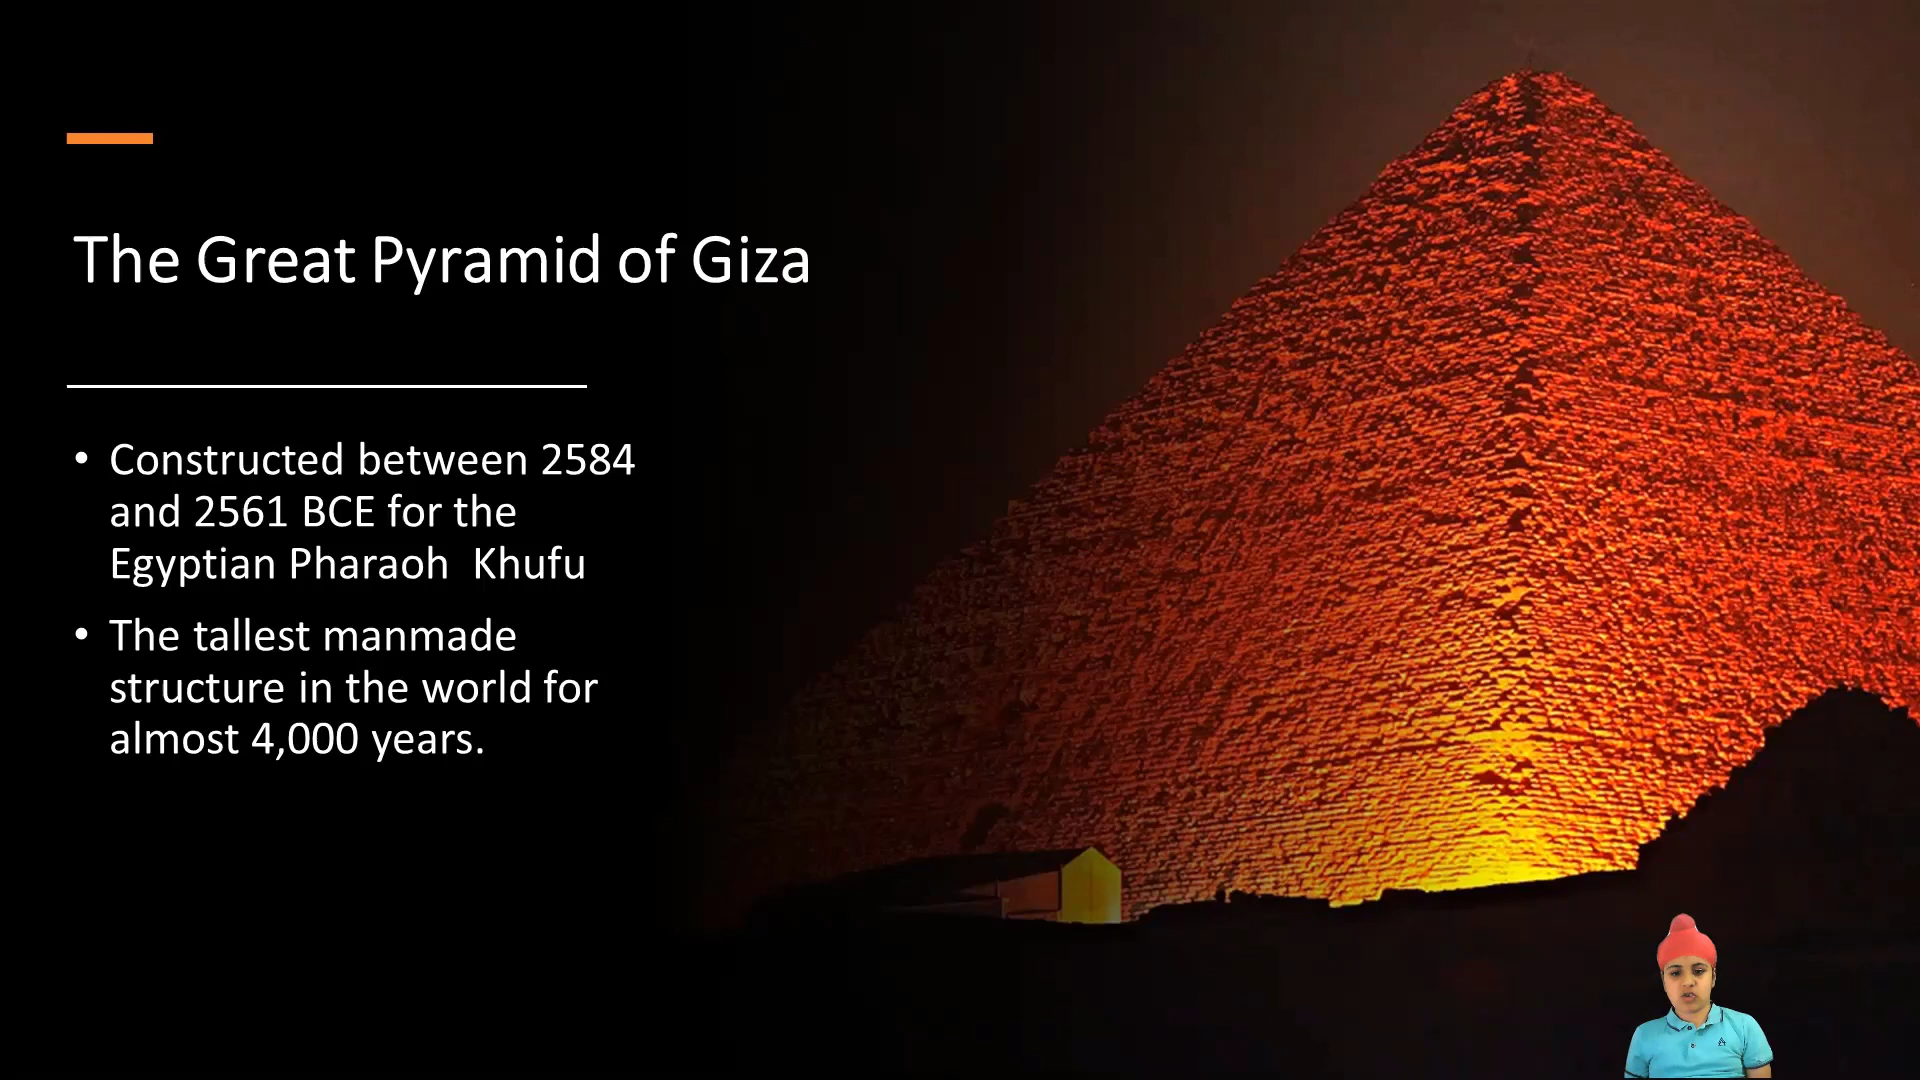 The Great Pyramid of Giza
• Constructed between 2584
and 2561 BCE for the
Egyptian Pharaoh  Khufu
• The tallest manmade
structure in the world for
almost 4,000 years.